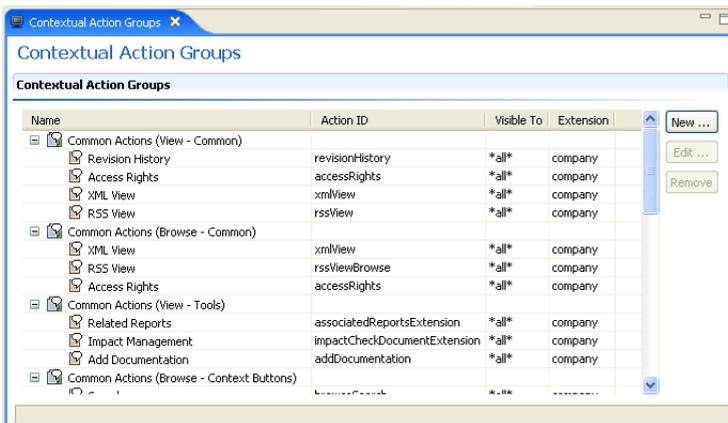 Contextual Action Groups
Contextual Action Groups
Contextual Action Groups
Name Action ID Visible To Extension
New ...
Common Actions (View - Common)
Edit ...
Revision History revisionHistory *all* company
Access Rights accessRights *all* company
Remove
XML View xmlView *all* company
RSS View rssView *all* company
Common Actions (Browse - Common)
XML View xmlView *all* company
RSS View rssViewBrowse *all* company
Access Rights accessRights *all* company
Common Actions (View - Tools)
Related Reports associatedReportsExtension *all* company
Impact Management impactCheckDocumentExtension *all* company
Add Documentation addDocumentation *all* company
Common Actions (Browse - Context Buttons)